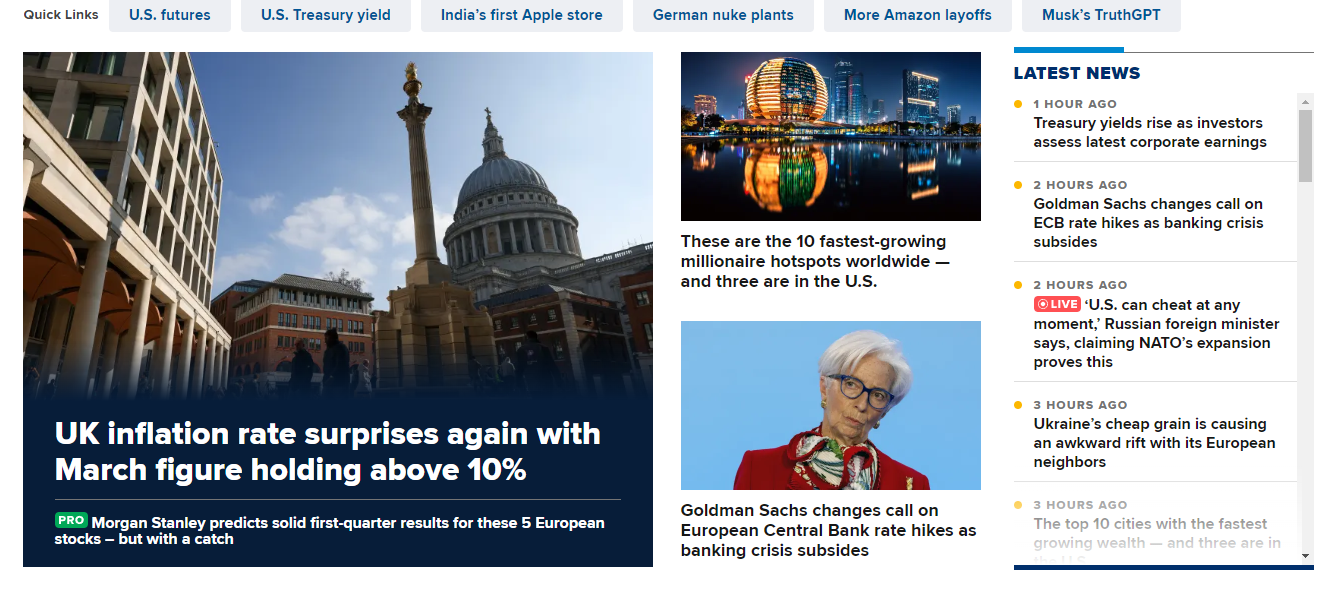 Quick Links
U.S. futures
U.S. Treasury yield
India’s first Apple store
German nuke plants
More Amazon layoffs
Musk’s TruthGPT
UK inflation rate surprises again with
March figure holding above 10%
PRO Morgan Stanley predicts solid first-quarter results for these 5 European
stocks – but with a catch
These are the 10 fastest-growing
millionaire hotspots worldwide —
and three are in the U.S.
Goldman Sachs changes call on
European Central Bank rate hikes as
banking crisis subsides
LATEST NEWS
1 HOUR AGO
Treasury yields rise as investors
assess latest corporate earnings
2 HOURS AGO
Goldman Sachs changes call on
ECB rate hikes as banking crisis
subsides
2 HOURS AGO
LIVE ‘U.S. can cheat at any
moment,’ Russian foreign minister
says, claiming NATO’s expansion
proves this
3 HOURS AGO
Ukraine’s cheap grain is causing
an awkward rift with its European
neighbors
3 HOURS AGO
The top 10 cities with the fastest
growing wealth — and three are in
the U.S.